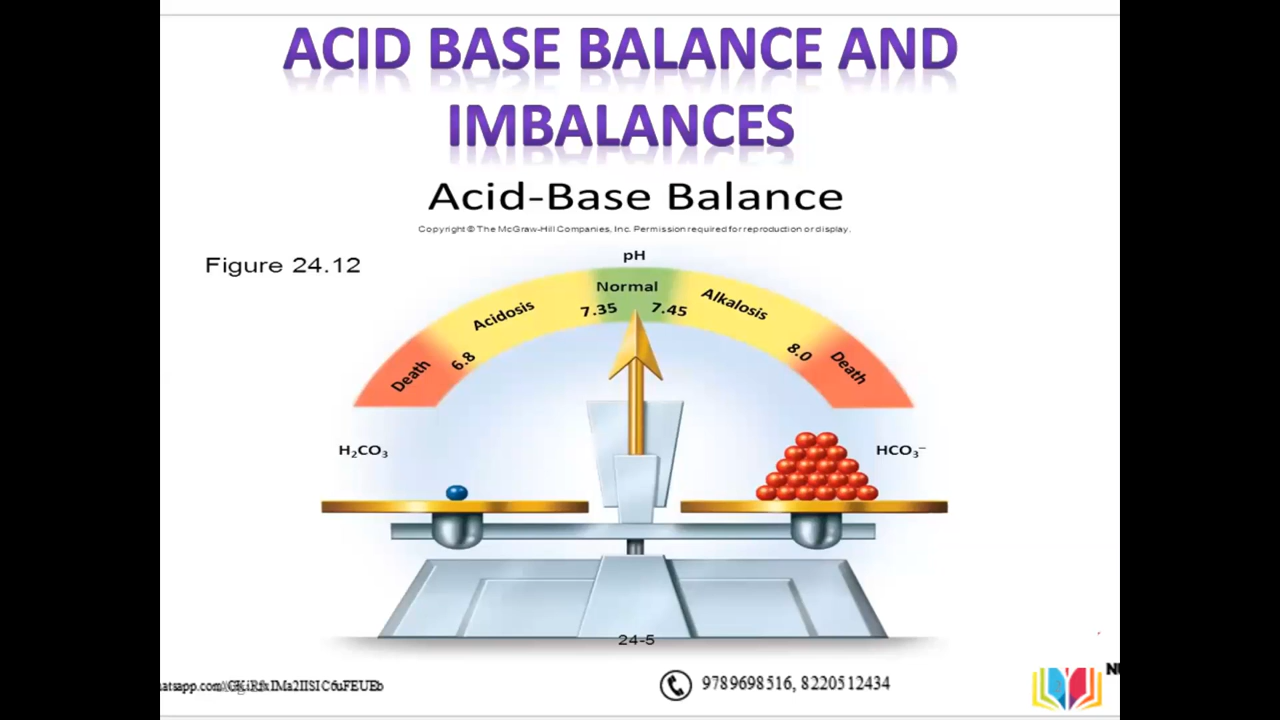 ACID BASE BALANCE AND
IMBALANCES
Acid-Base Balance
Copyright © The McGraw-Hill Companies, Inc. Permission required for reproduction or display.
Figure 24.12
pH
Normal
7.35 7.45
Acidosis
Alkalosis
6.8
8.0
Death
Death
H₂CO₃
HCO₃⁻
24-5
9789698516, 8220512434